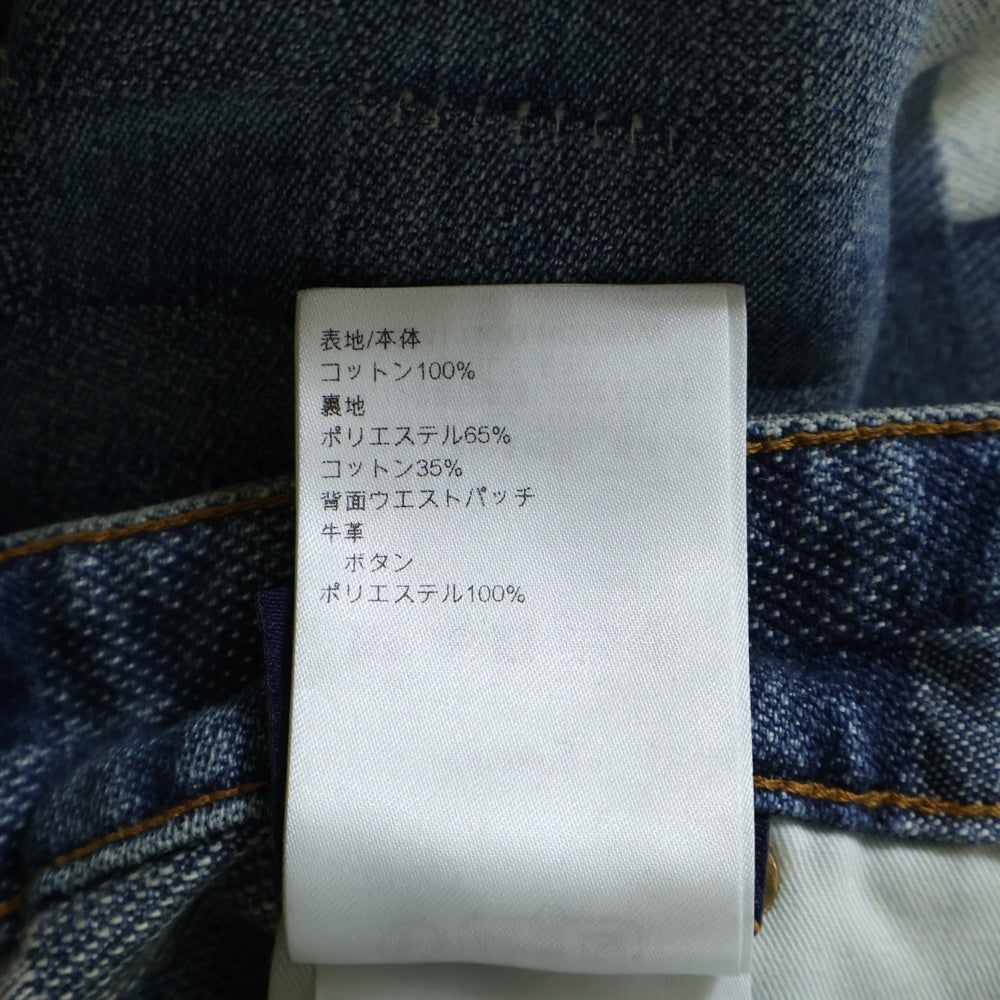 表地/本体
コットン100%
裏地
ポリエステル65%
コットン35%
背面ウエストパッチ
牛革
ボタン
ポリエステル100%